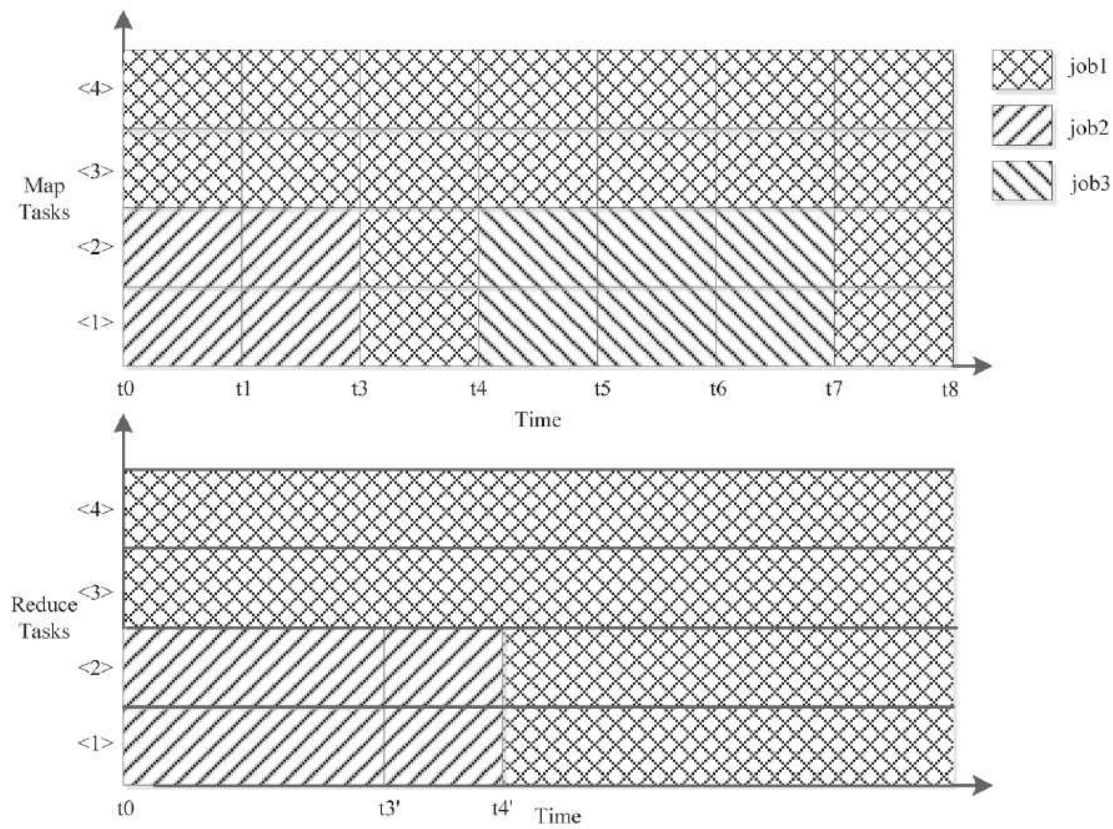 <4>
job1
job2
<3>
Map
Tasks
job3
<2>
<1>
t0 t1 t3 t4 t5 t6 t7 t8
Time
<4>
<3>
Reduce
Tasks
<2>
<1>
t0 t3' t4' Time